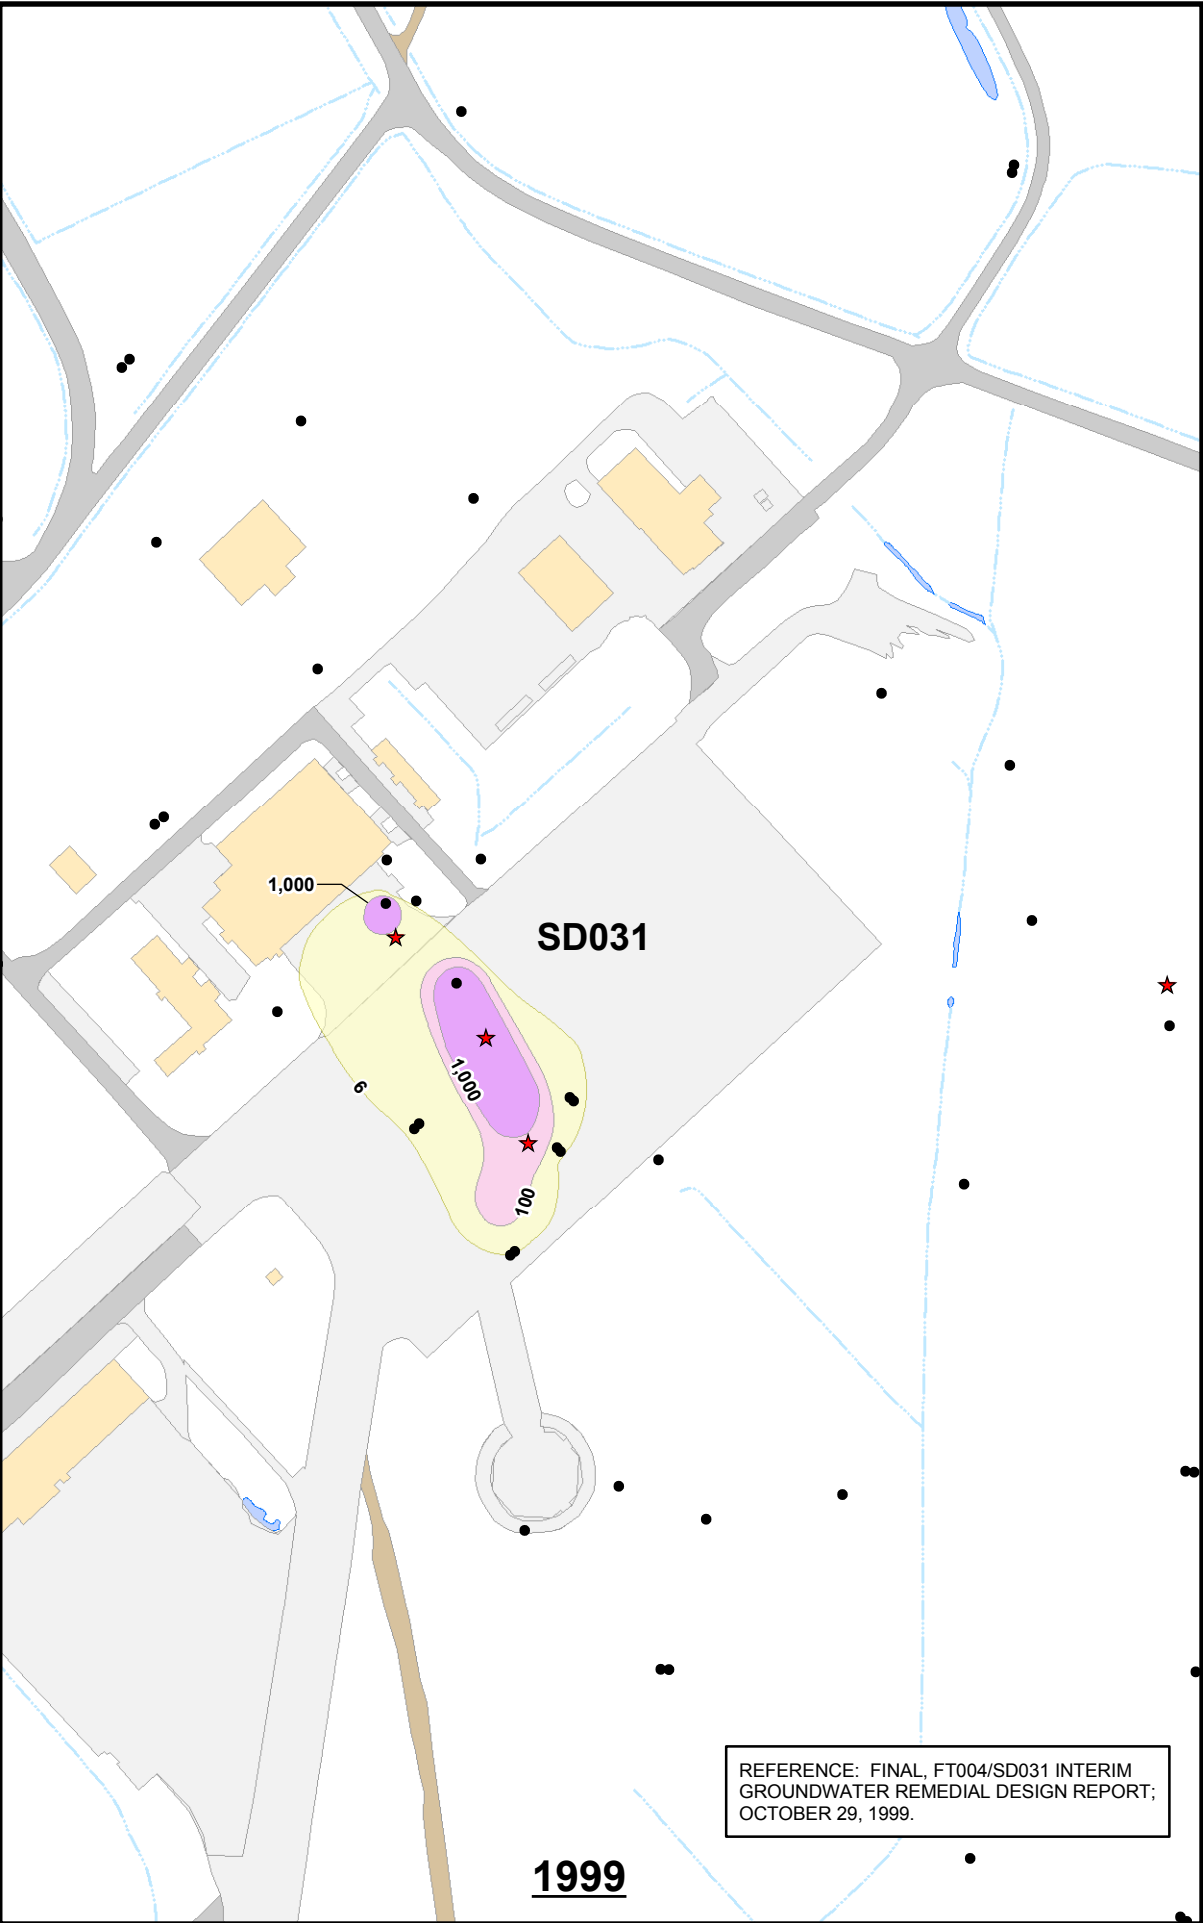 1,000
SD031
1,000
6
100
REFERENCE: FINAL, FT004/SD031 INTERIM
GROUNDWATER REMEDIAL DESIGN REPORT;
OCTOBER 29, 1999.
1999